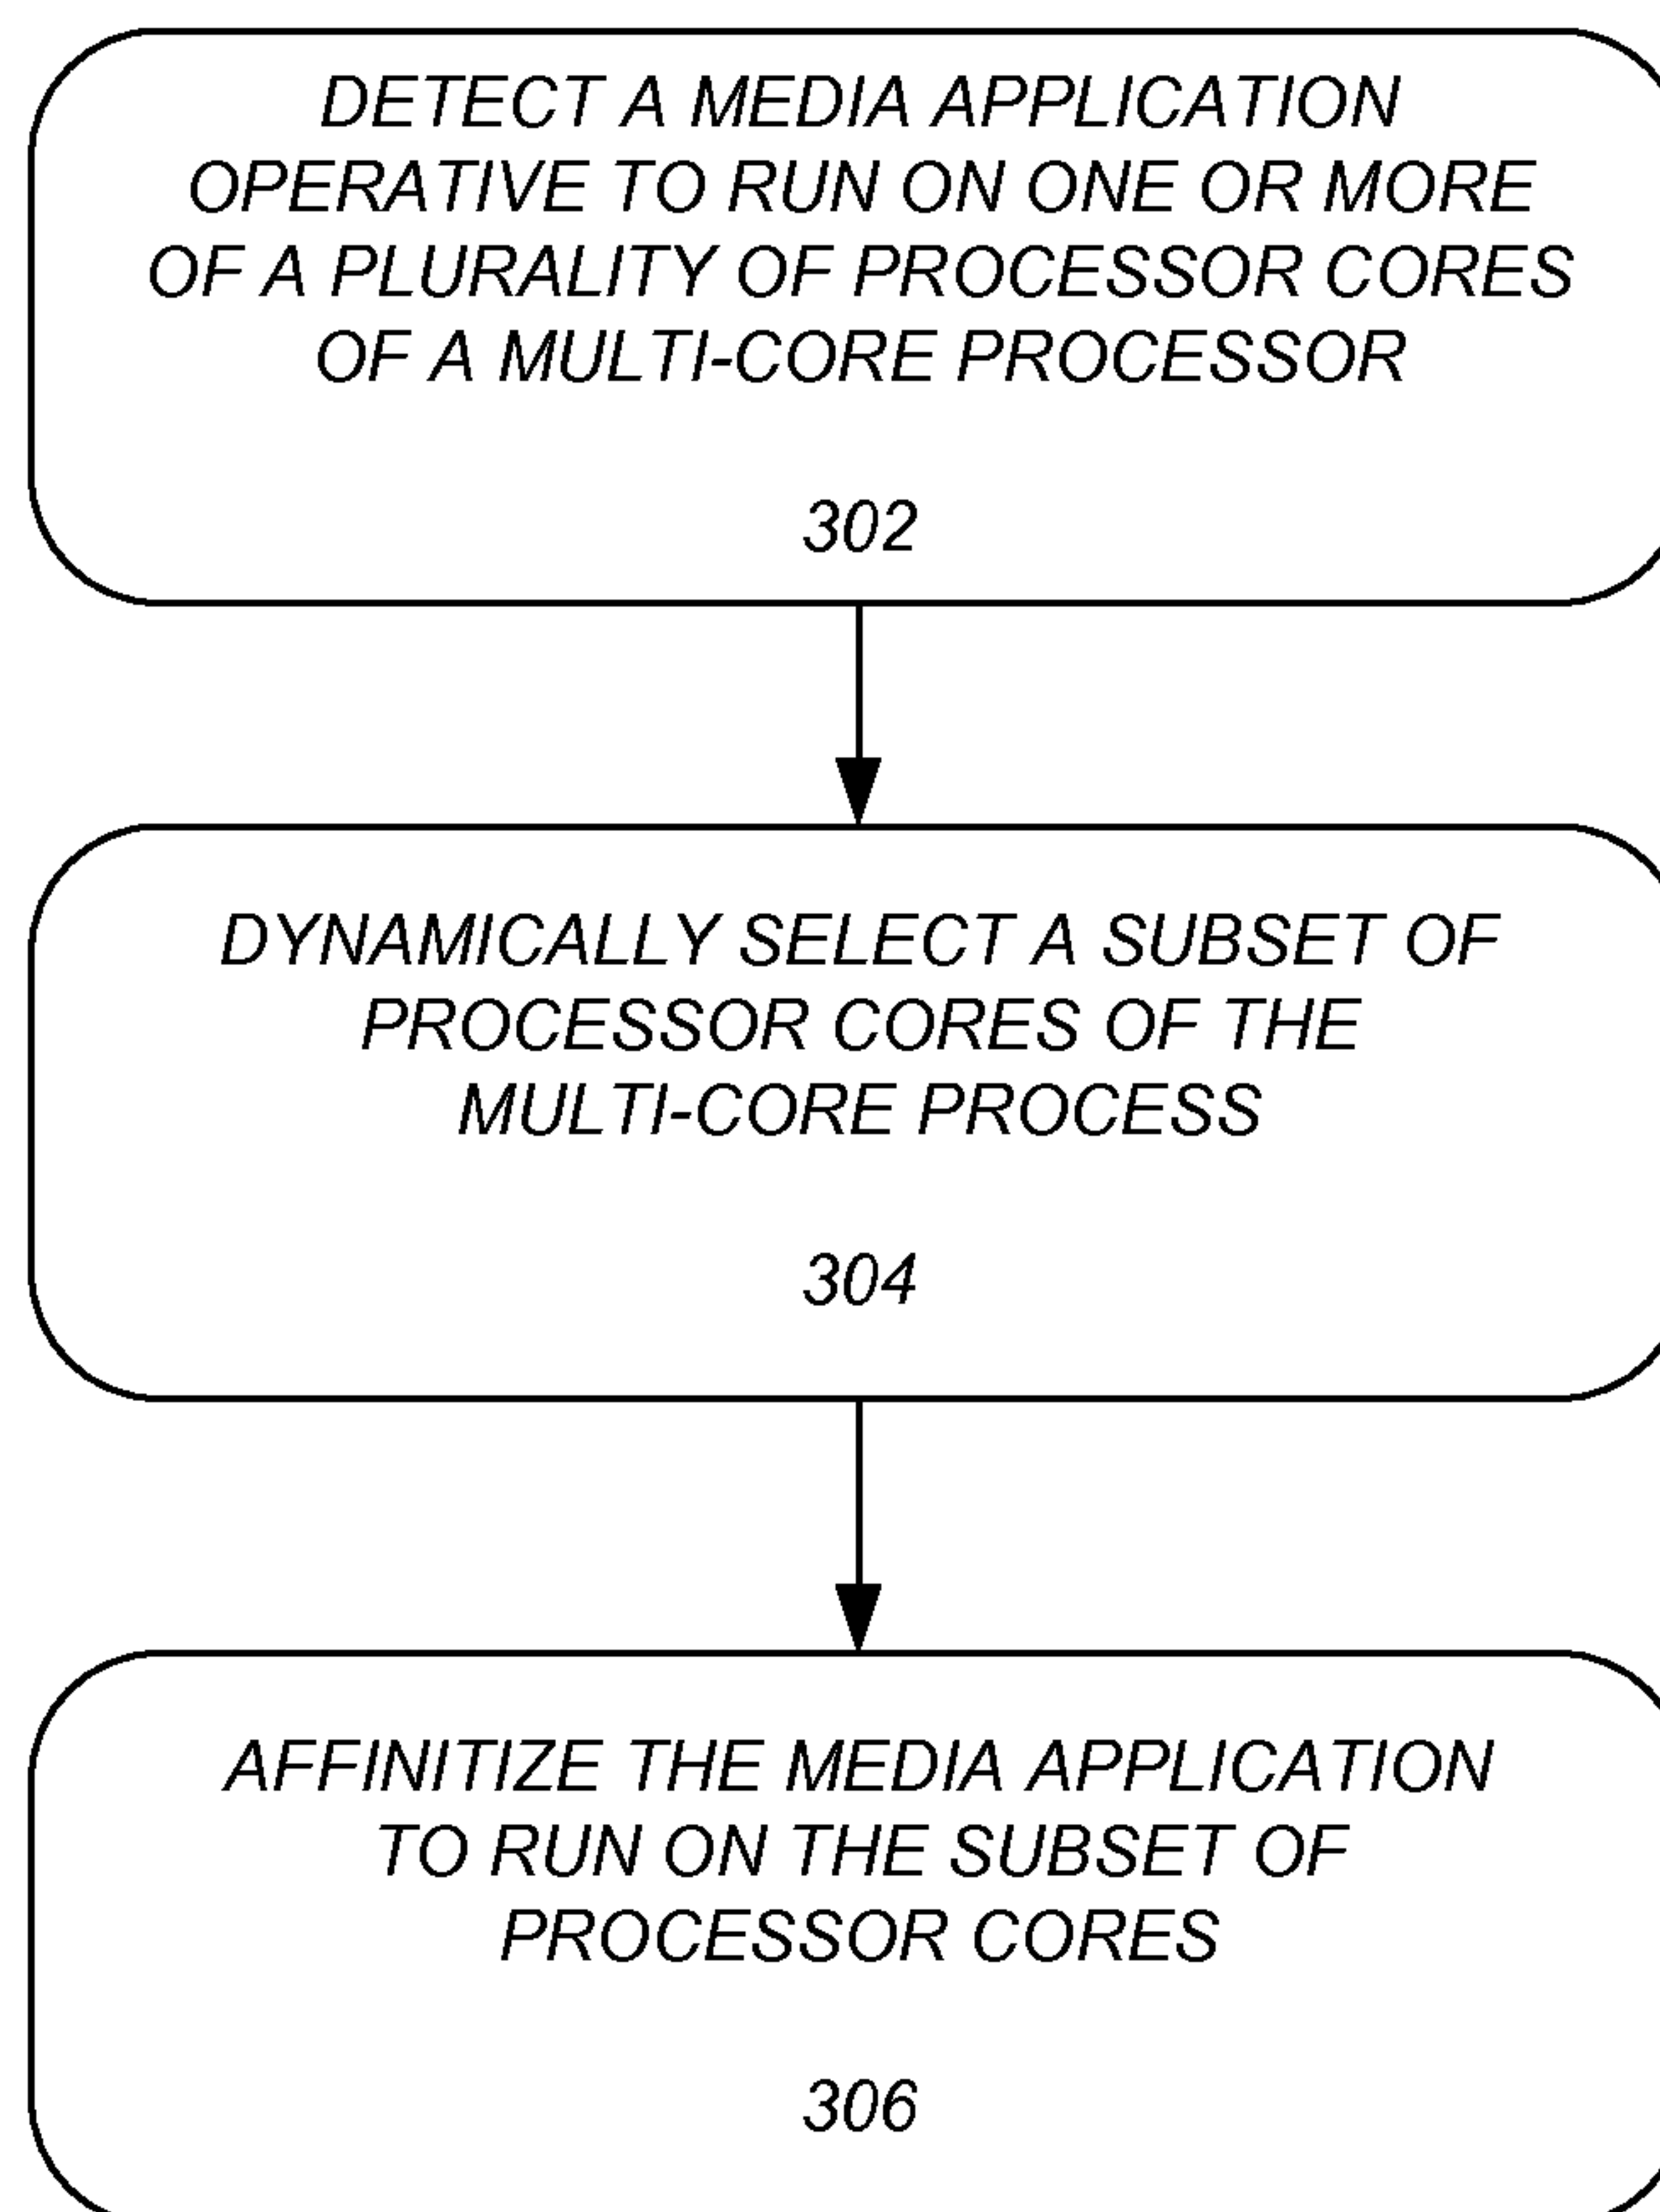 DETECT A MEDIA APPLICATION
OPERATIVE TO RUN ON ONE OR MORE
OF A PLURALITY OF PROCESSOR CORES
OF A MULTI-CORE PROCESSOR
302
DYNAMICALLY SELECT A SUBSET OF
PROCESSOR CORES OF THE
MULTI-CORE PROCESS
304
AFFINITIZE THE MEDIA APPLICATION
TO RUN ON THE SUBSET OF
PROCESSOR CORES
306